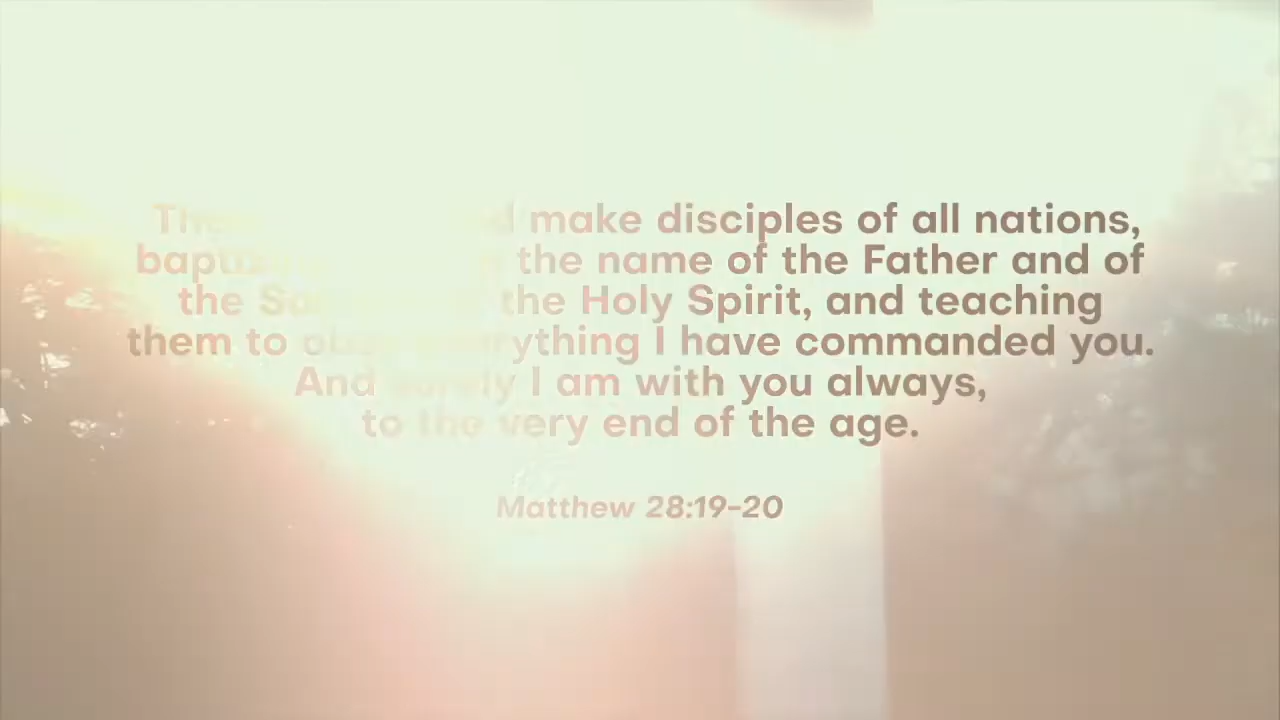 make disciples of all nations,
the name of the Father and of
the the Holy Spirit, and teaching
them to I have commanded you.
And surely I am with you always,
to the very end of the age.
Matthew 28:19-20